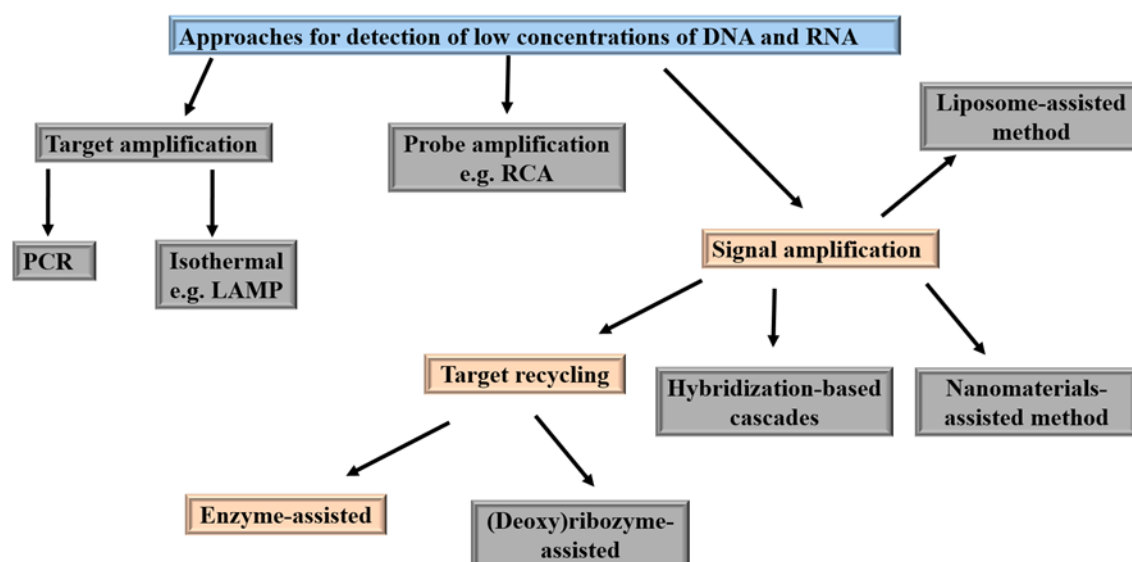 Approaches for detection of low concentrations of DNA and RNA
Liposome-assisted
method
Target amplification
Probe amplification
e.g. RCA
PCR
Isothermal
e.g. LAMP
Signal amplification
Target recycling
Hybridization-based
cascades
Nanomaterials-
assisted method
Enzyme-assisted
(Deoxy)ribozyme-
assisted